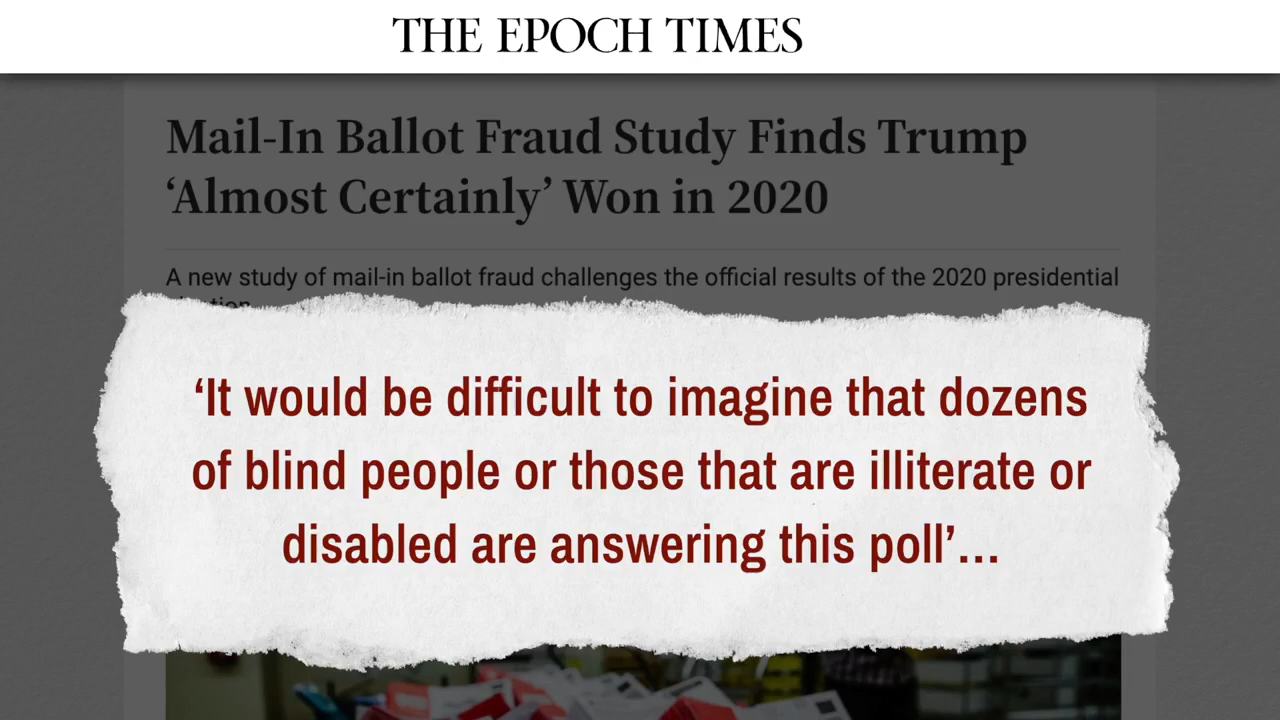 THE EPOCH TIMES
Mail-In Ballot Fraud Study Finds Trump
‘Almost Certainly’ Won in 2020
A new study of mail-in ballot fraud challenges the official results of the 2020 presidential
‘It would be difficult to imagine that dozens
of blind people or those that are illiterate or
disabled are answering this poll’...